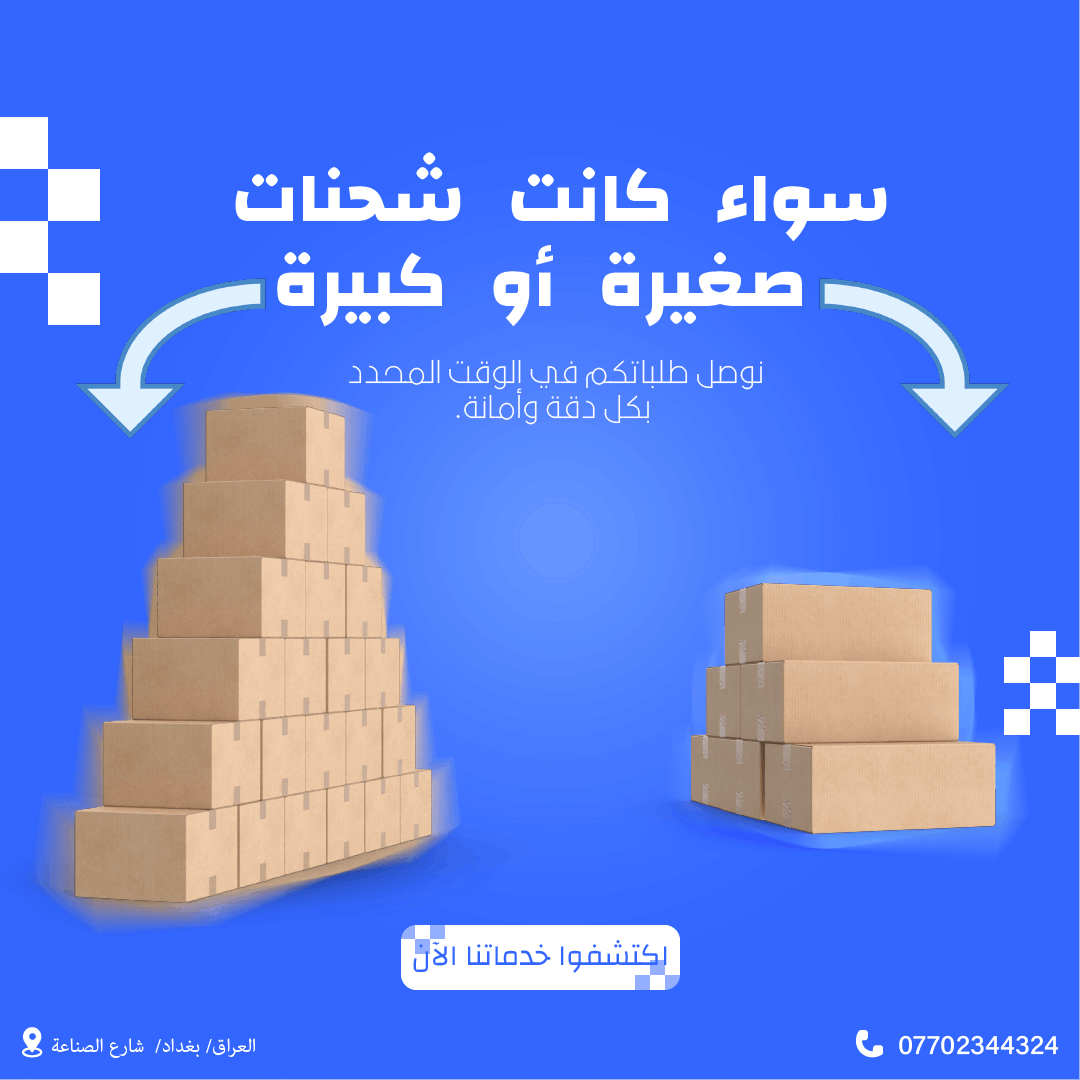 سواء كانت شحنات
صغيرة أو كبيرة
نوصل طلباتكم في الوقت المحدد
بكل دقة وأمانة.
اكتشفوا خدماتنا الآن
العراق/ بغداد/ شارع الصناعة
07702344324